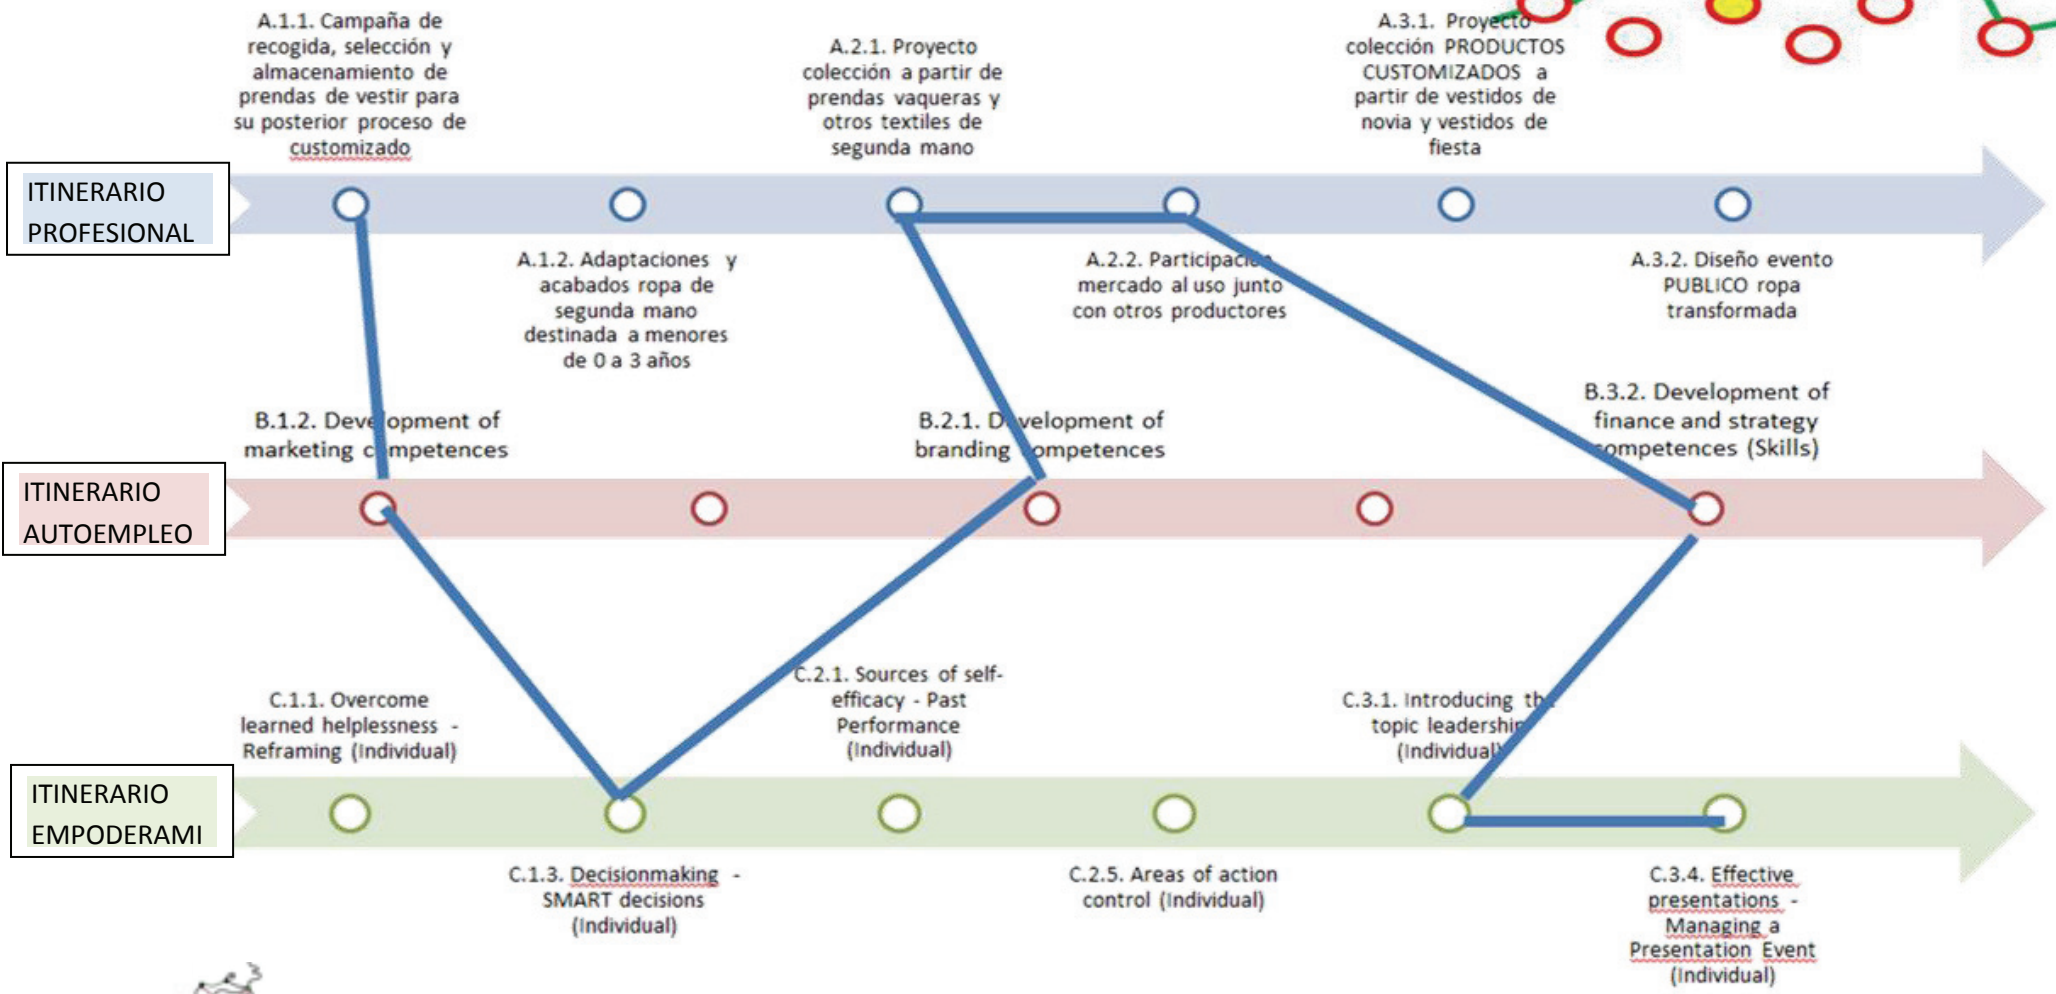 A.1.1. Campaña de
recogida, selección y
almacenamiento de
prendas de vestir para
su posterior proceso de
customizado
A.2.1. Proyecto
colección a partir de
prendas vaqueras y
otros textiles de
segunda mano
A.3.1. Proyecto
colección PRODUCTOS
CUSTOMIZADOS a
partir de vestidos de
novia y vestidos de
fiesta
ITINERARIO
PROFESIONAL
A.1.2. Adaptaciones y
acabados ropa de
segunda mano
destinada a menores
de 0 a 3 años
A.2.2. Participación
mercado al uso junto
con otros productores
A.3.2. Diseño evento
PUBLICO ropa
transformada
B.1.2. Development of
marketing competences
B.2.1. Development of
branding competences
B.3.2. Development of
finance and strategy
competences (Skills)
ITINERARIO
AUTOEMPLEO
C.1.1. Overcome
learned helplessness -
Reframing (Individual)
C.2.1. Sources of self-
efficacy - Past
Performance
(Individual)
C.3.1. Introducing the
topic leadership
(Individual)
ITINERARIO
EMPODERAMI
C.1.3. Decisionmaking -
SMART decisions
(Individual)
C.2.5. Areas of action
control (Individual)
C.3.4. Effective
presentations -
Managing a
Presentation Event
(Individual)